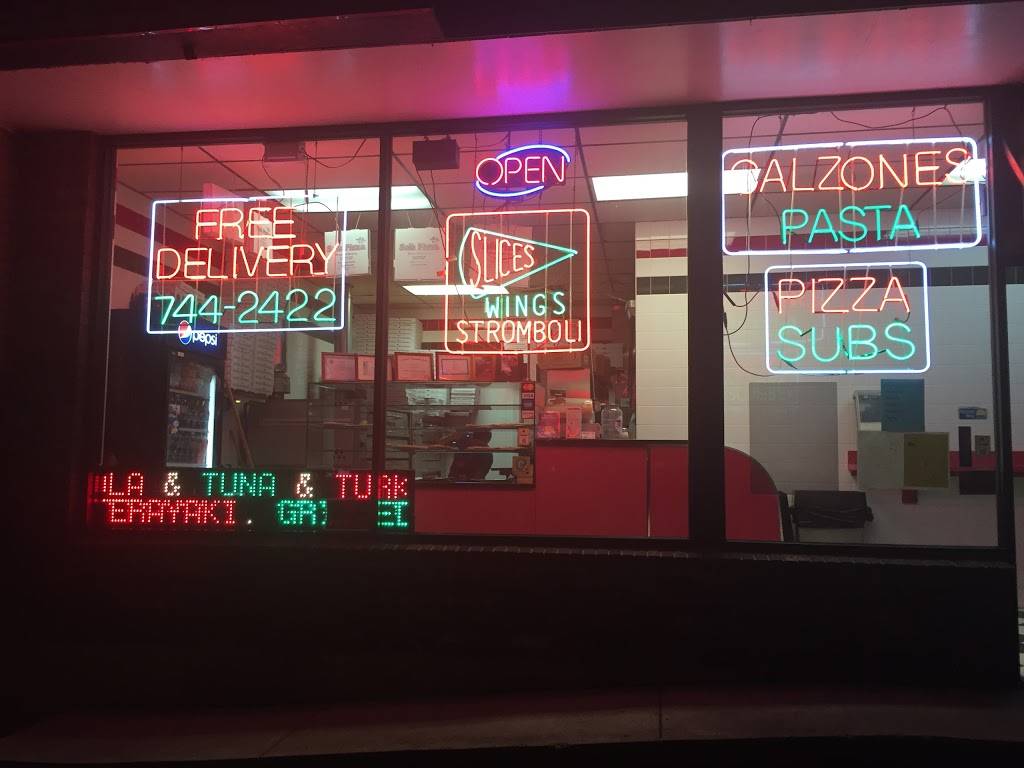 OPEN
FREE
DELIVERY
744-2422
pepsi
SLICES
WINGS
STROMBOLI
CALZONES
PASTA
PIZZA
SUBS
& TUNA &